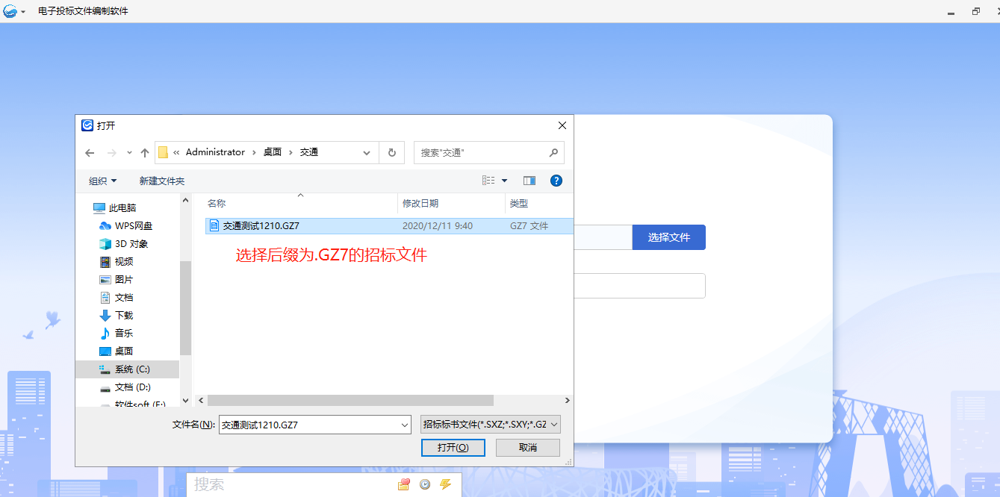 电子投标文件编制软件
打开
« Administrator › 桌面 › 交通
搜索"交通"
组织
新建文件夹
名称
修改日期
类型
此电脑
WPS网盘
3D 对象
视频
图片
文档
下载
音乐
桌面
系统 (C:)
文档 (D:)
软件soft (E:)
交通测试1210.GZ7
2020/12/11 9:40
GZ7 文件
选择后缀为.GZ7的招标文件
选择文件
文件名(N):
交通测试1210.GZ7
招标标书文件(*.SXZ;*.SXY;*.GZ
打开(O)
取消
搜索